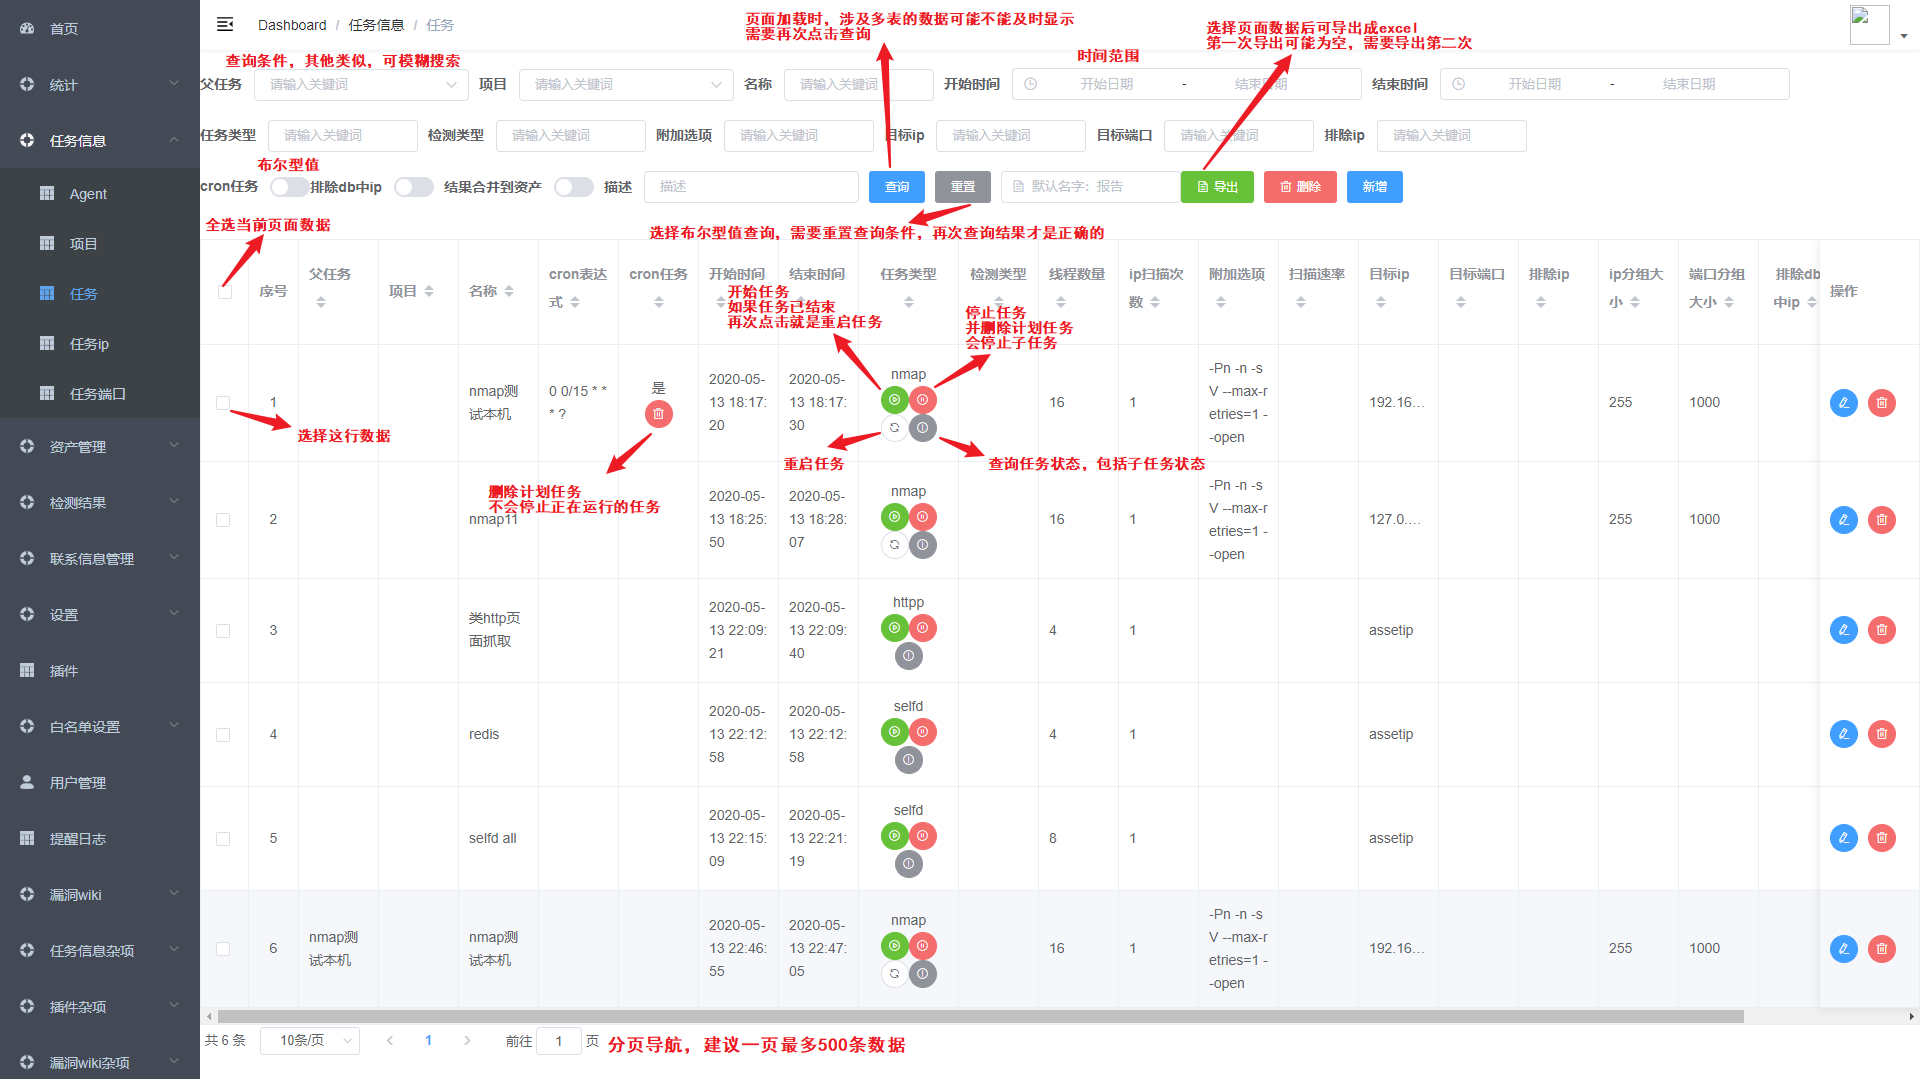 首页
统计
任务信息
Agent
项目
任务
任务ip
任务端口
资产管理
检测结果
联系信息管理
设置
插件
白名单设置
用户管理
提醒日志
漏洞wiki
任务信息杂项
插件杂项
漏洞wiki杂项
Dashboard / 任务信息 / 任务
页面加载时，涉及多表的数据可能不能及时显示
需要再次点击查询
选择页面数据后可导出成excel
第一次导出可能为空，需要导出第二次
查询条件，其他类似，可模糊搜索
时间范围
父任务 请输入关键词 项目 请输入关键词 名称 请输入关键词 开始时间 开始日期 - 结束日期 结束时间 开始日期 - 结束日期
任务类型 请输入关键词 检测类型 请输入关键词 附加选项 请输入关键词 目标ip 请输入关键词 目标端口 请输入关键词 排除ip 请输入关键词
布尔型值
cron任务 排除db中ip 结果合并到资产 描述 描述 查询 重置 默认名字：报告 导出 删除 新增
全选当前页面数据
选择布尔型值查询，需要重置查询条件，再次查询结果才是正确的
序号 父任务 项目 名称 cron表达式 cron任务 开始时间 结束时间 任务类型 检测类型 线程数量 ip扫描次数 附加选项 扫描速率 目标ip 目标端口 排除ip ip分组大小 端口分组大小 排除db中ip 操作
开始任务
如果任务已结束
再次点击就是重启任务
停止任务
并删除计划任务
会停止子任务
1 nmap测试本机 0 0/15 * * * ? 是 2020-05-13 18:17:20 2020-05-13 18:17:30 nmap 16 1 -Pn -n -sV --max-retries=1 --open 192.16... 255 1000
选择这行数据
重启任务
查询任务状态，包括子任务状态
删除计划任务
不会停止正在运行的任务
2 nmap11 2020-05-13 18:25:50 2020-05-13 18:28:07 nmap 16 1 -Pn -n -sV --max-retries=1 --open 127.0.... 255 1000
3 类http页面抓取 2020-05-13 22:09:21 2020-05-13 22:09:40 httpp 4 1 assetip
4 redis 2020-05-13 22:12:58 2020-05-13 22:12:58 selfd 4 1 assetip
5 selfd all 2020-05-13 22:15:09 2020-05-13 22:21:19 selfd 8 1 assetip
6 nmap测试本机 nmap测试本机 2020-05-13 22:46:55 2020-05-13 22:47:05 nmap 16 1 -Pn -n -sV --max-retries=1 --open 192.16... 255 1000
共 6 条 10条/页 1 前往 1 页 分页导航，建议一页最多500条数据